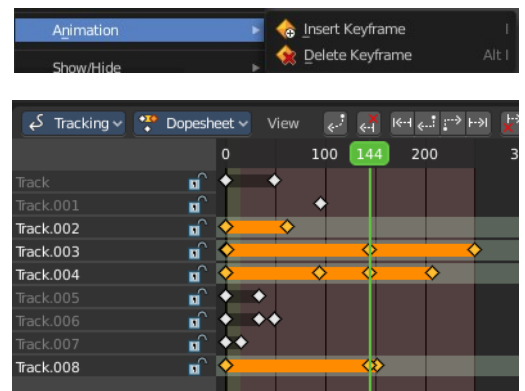 Animation
Insert Keyframe I
Delete Keyframe Alt I
Show/Hide
Tracking Dopesheet View
0 100 144 200 3
Track
Track.001
Track.002
Track.003
Track.004
Track.005
Track.006
Track.007
Track.008